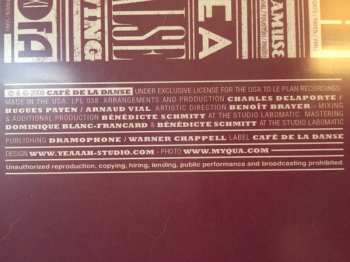 YING
ALSE
EA
FAMILSE
℗ & © 2010 CAFÉ DE LA DANSE UNDER EXCLUSIVE LICENSE FOR THE USA TO LE PLAN RECORDINGS
MADE IN THE USA. LPL 038. ARRANGEMENTS AND PRODUCTION CHARLES DELAPORTE /
HUGUES PAYEN / ARNAUD VIAL. ARTISTIC DIRECTION BENOÎT BRAYER - MIXING
& ADDITIONAL PRODUCTION BÉNÉDICTE SCHMITT AT THE STUDIO LABOMATIC. MASTERING
DOMINIQUE BLANC-FRANCARD & BÉNÉDICTE SCHMITT AT THE STUDIO LABOMATIC
PUBLISHING DRAMOPHONE / WARNER CHAPPELL LABEL CAFÉ DE LA DANSE
DESIGN WWW.YEAAAH-STUDIO.COM - PHOTO WWW.MYQUA.COM
Unauthorized reproduction, copying, hiring, lending, public performance and broadcasting prohibited.